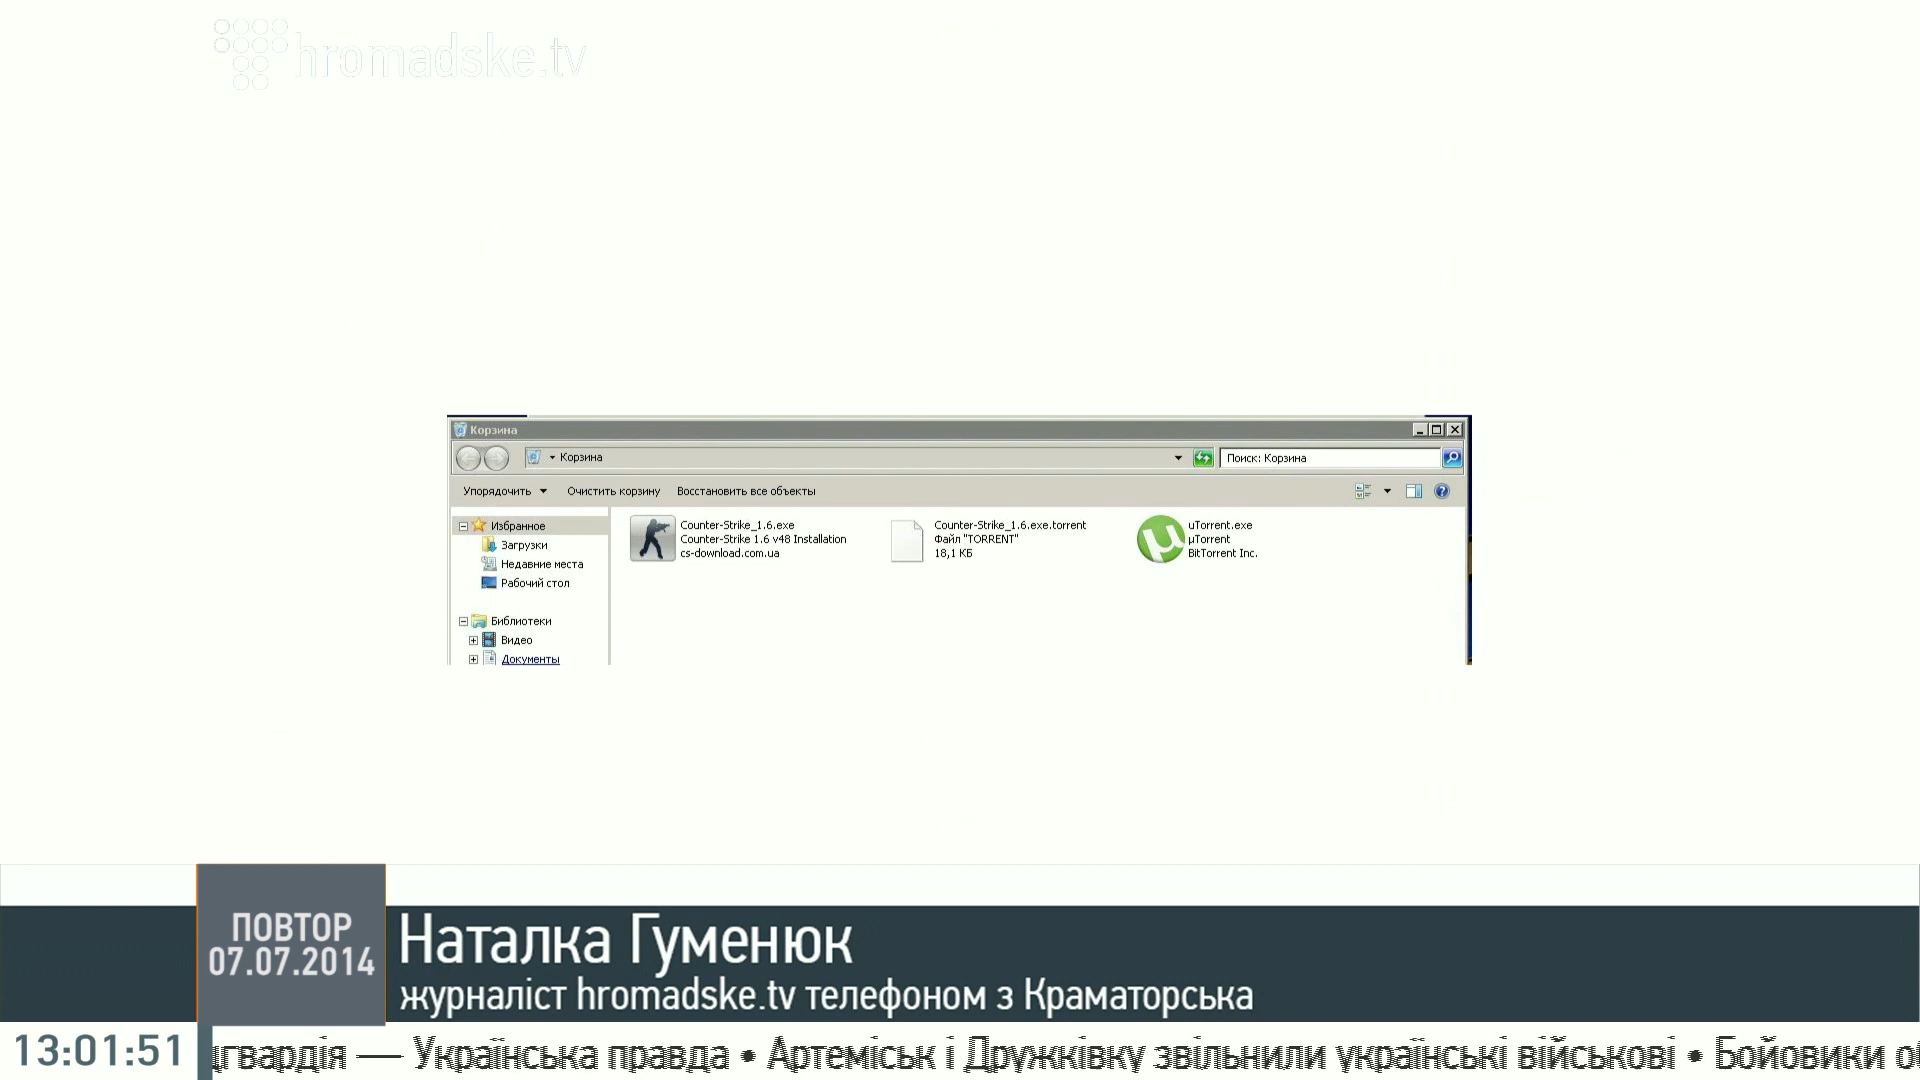 hromadske.tv
Корзина
Корзина
Поиск: Корзина
Упорядочить Очистить корзину Восстановить все объекты
Избранное
Загрузки
Недавние места
Рабочий стол
Библиотеки
Видео
Документы
Counter-Strike_1.6.exe
Counter-Strike 1.6 v48 Installation
cs-download.com.ua
Counter-Strike_1.6.exe.torrent
Файл "TORRENT"
18,1 КБ
uTorrent.exe
µTorrent
BitTorrent Inc.
ПОВТОР
07.07.2014
Наталка Гуменюк
журналіст hromadske.tv телефоном з Краматорська
13:01:51
цгвардія — Українська правда • Артемівськ і Дружківку звільнили українські військові • Бойовики